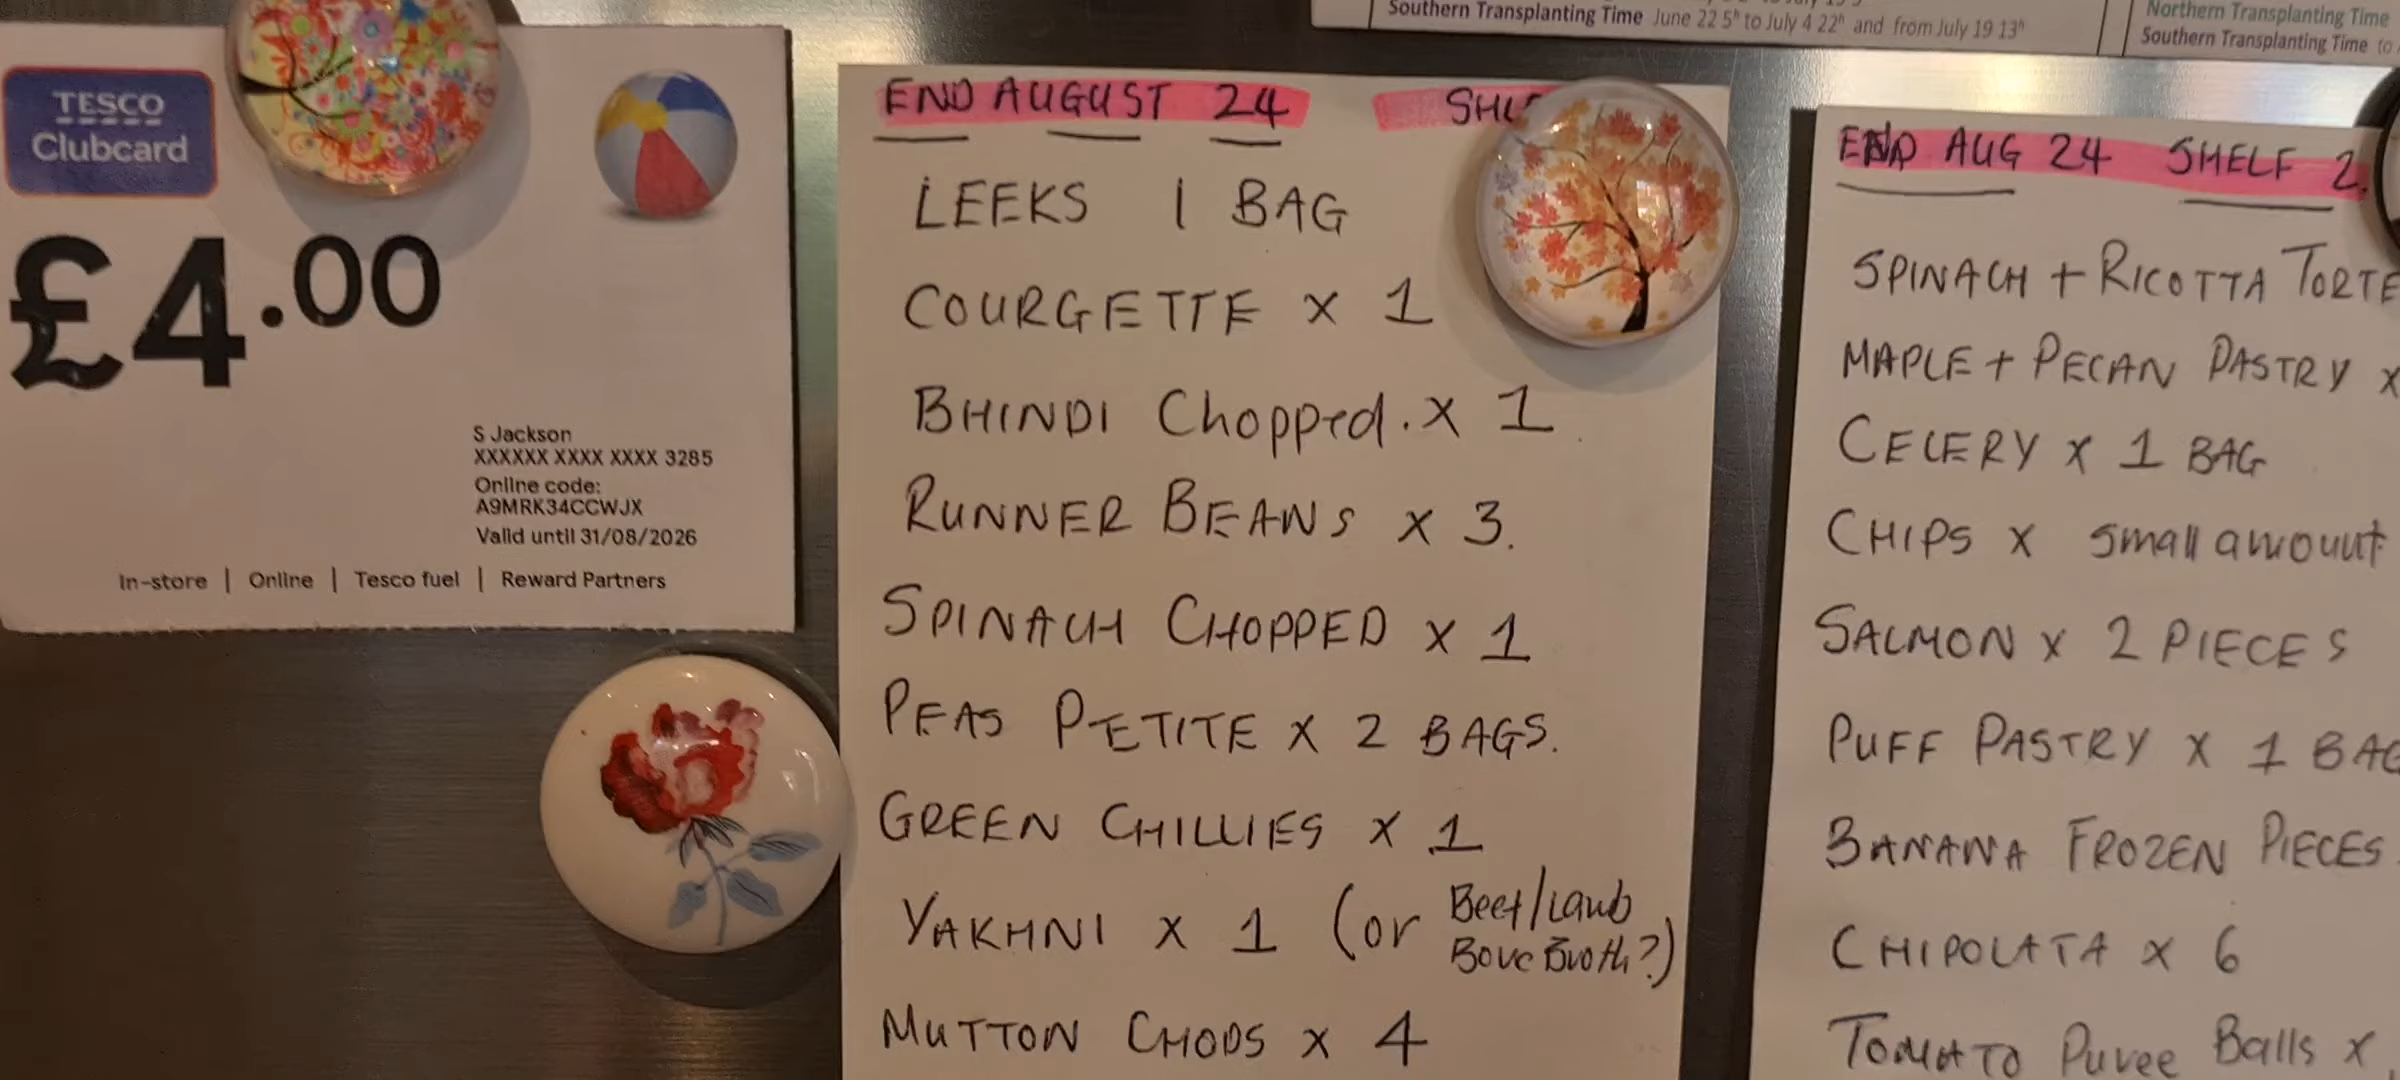 TESCO
Clubcard
£4.00
S Jackson
XXXXXX XXXX XXXX 3285
Online code:
A9MRK34CCWJX
Valid until 31/08/2026
In-store | Online | Tesco fuel | Reward Partners
Southern Transplanting Time June 22 5h to July 4 22h and from July 19 13h
Northern Transplanting Time
Southern Transplanting Time to
END AUGUST 24
LEEKS 1 BAG
COURGETTE x 1
BHINDI Chopped. x 1
RUNNER BEANS x 3.
SPINACH CHOPPED x 1
PEAS PETITE x 2 BAGS.
GREEN CHILLIES x 1
YAKHNI x 1 (or Beef/Lamb
Bone Broth?)
MUTTON CHOPS x 4
END AUG 24 SHELF 2.
SPINACH + RICOTTA TORTE
MAPLE + PECAN PASTRY x
CELERY x 1 BAG
CHIPS x small amount
SALMON x 2 PIECES
PUFF PASTRY x 1 BAG
BANANA FROZEN PIECES
CHIPOLATA x 6
TOMATO Puree Balls x